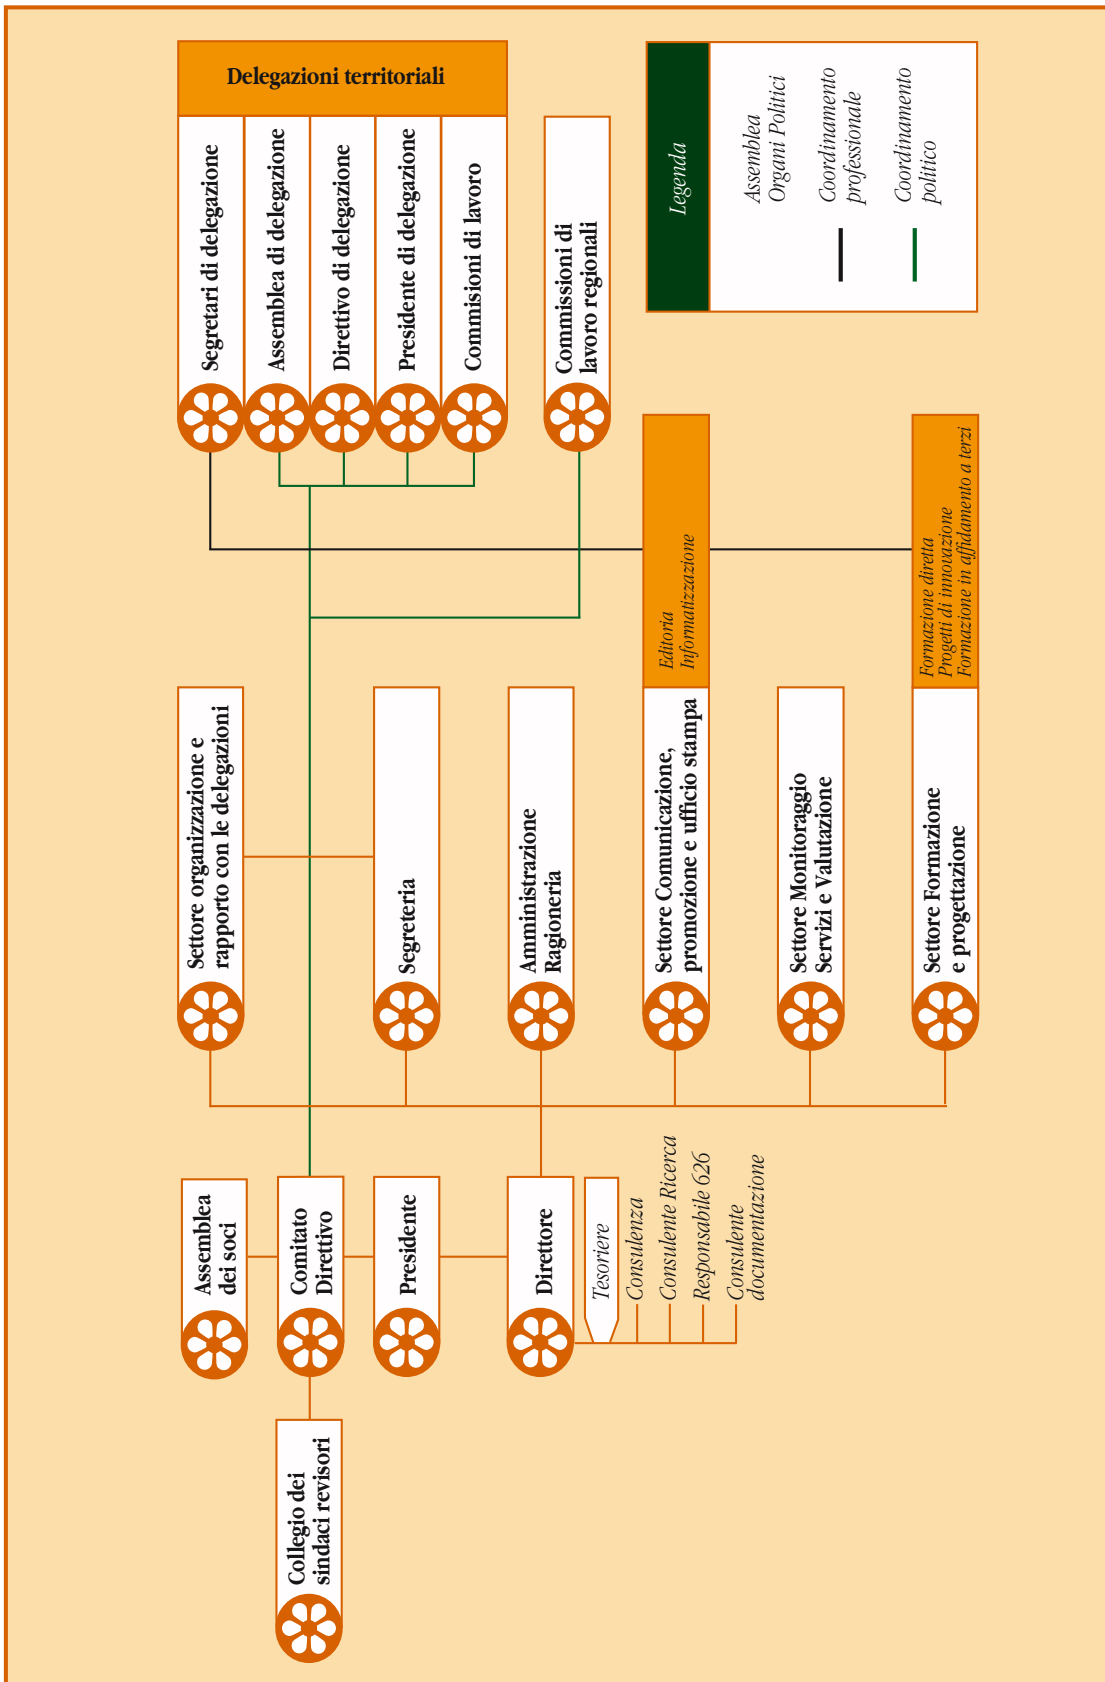 Delegazioni territoriali
Segretari di delegazione
Assemblea di delegazione
Direttivo di delegazione
Presidente di delegazione
Commisioni di lavoro
Commissioni di
lavoro regionali
Legenda
Assemblea
Organi Politici
Coordinamento
professionale
Coordinamento
politico
Settore organizzazione e
rapporto con le delegazioni
Segreteria
Amministrazione
Ragioneria
Editoria
Informatizzazione
Settore Comunicazione,
promozione e ufficio stampa
Settore Monitoraggio
Servizi e Valutazione
Formazione diretta
Progetti di innovazione
Formazione in affidamento a terzi
Settore Formazione
e progettazione
Assemblea
dei soci
Comitato
Direttivo
Presidente
Direttore
Tesoriere
Consulenza
Consulente Ricerca
Responsabile 626
Consulente
documentazione
Collegio dei
sindaci revisori